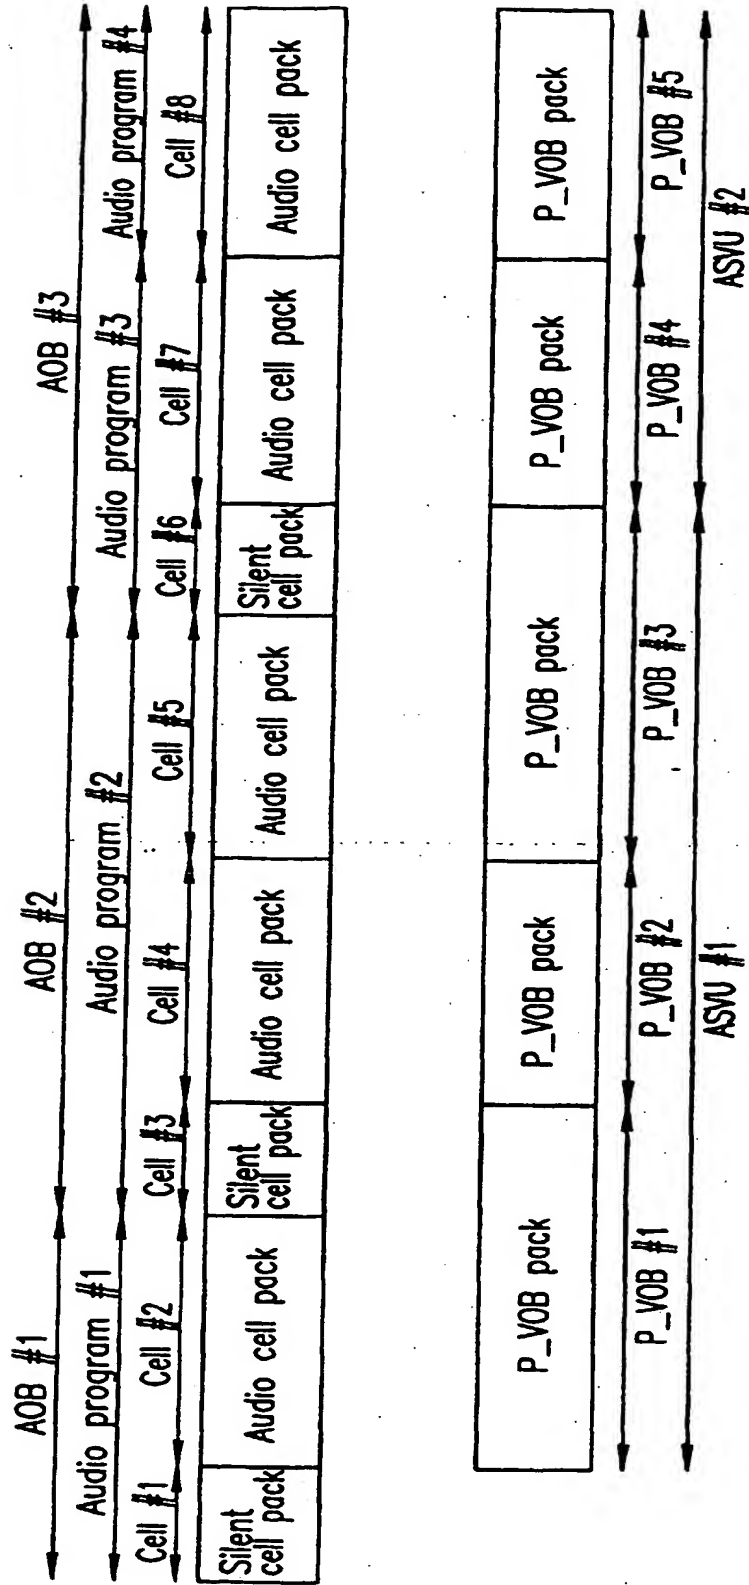 AOB #1 AOB #2 AOB #3
Audio program #1 Audio program #2 Audio program #3 Audio program #4
Cell #1 Cell #2 Cell #3 Cell #4 Cell #5 Cell #6 Cell #7 Cell #8
Silent cell pack Audio cell pack Silent cell pack Audio cell pack Audio cell pack Silent cell pack Audio cell pack Audio cell pack
P_VOB pack P_VOB pack P_VOB pack P_VOB pack P_VOB pack
P_VOB #1 P_VOB #2 P_VOB #3 P_VOB #4 P_VOB #5
ASVU #1 ASVU #2